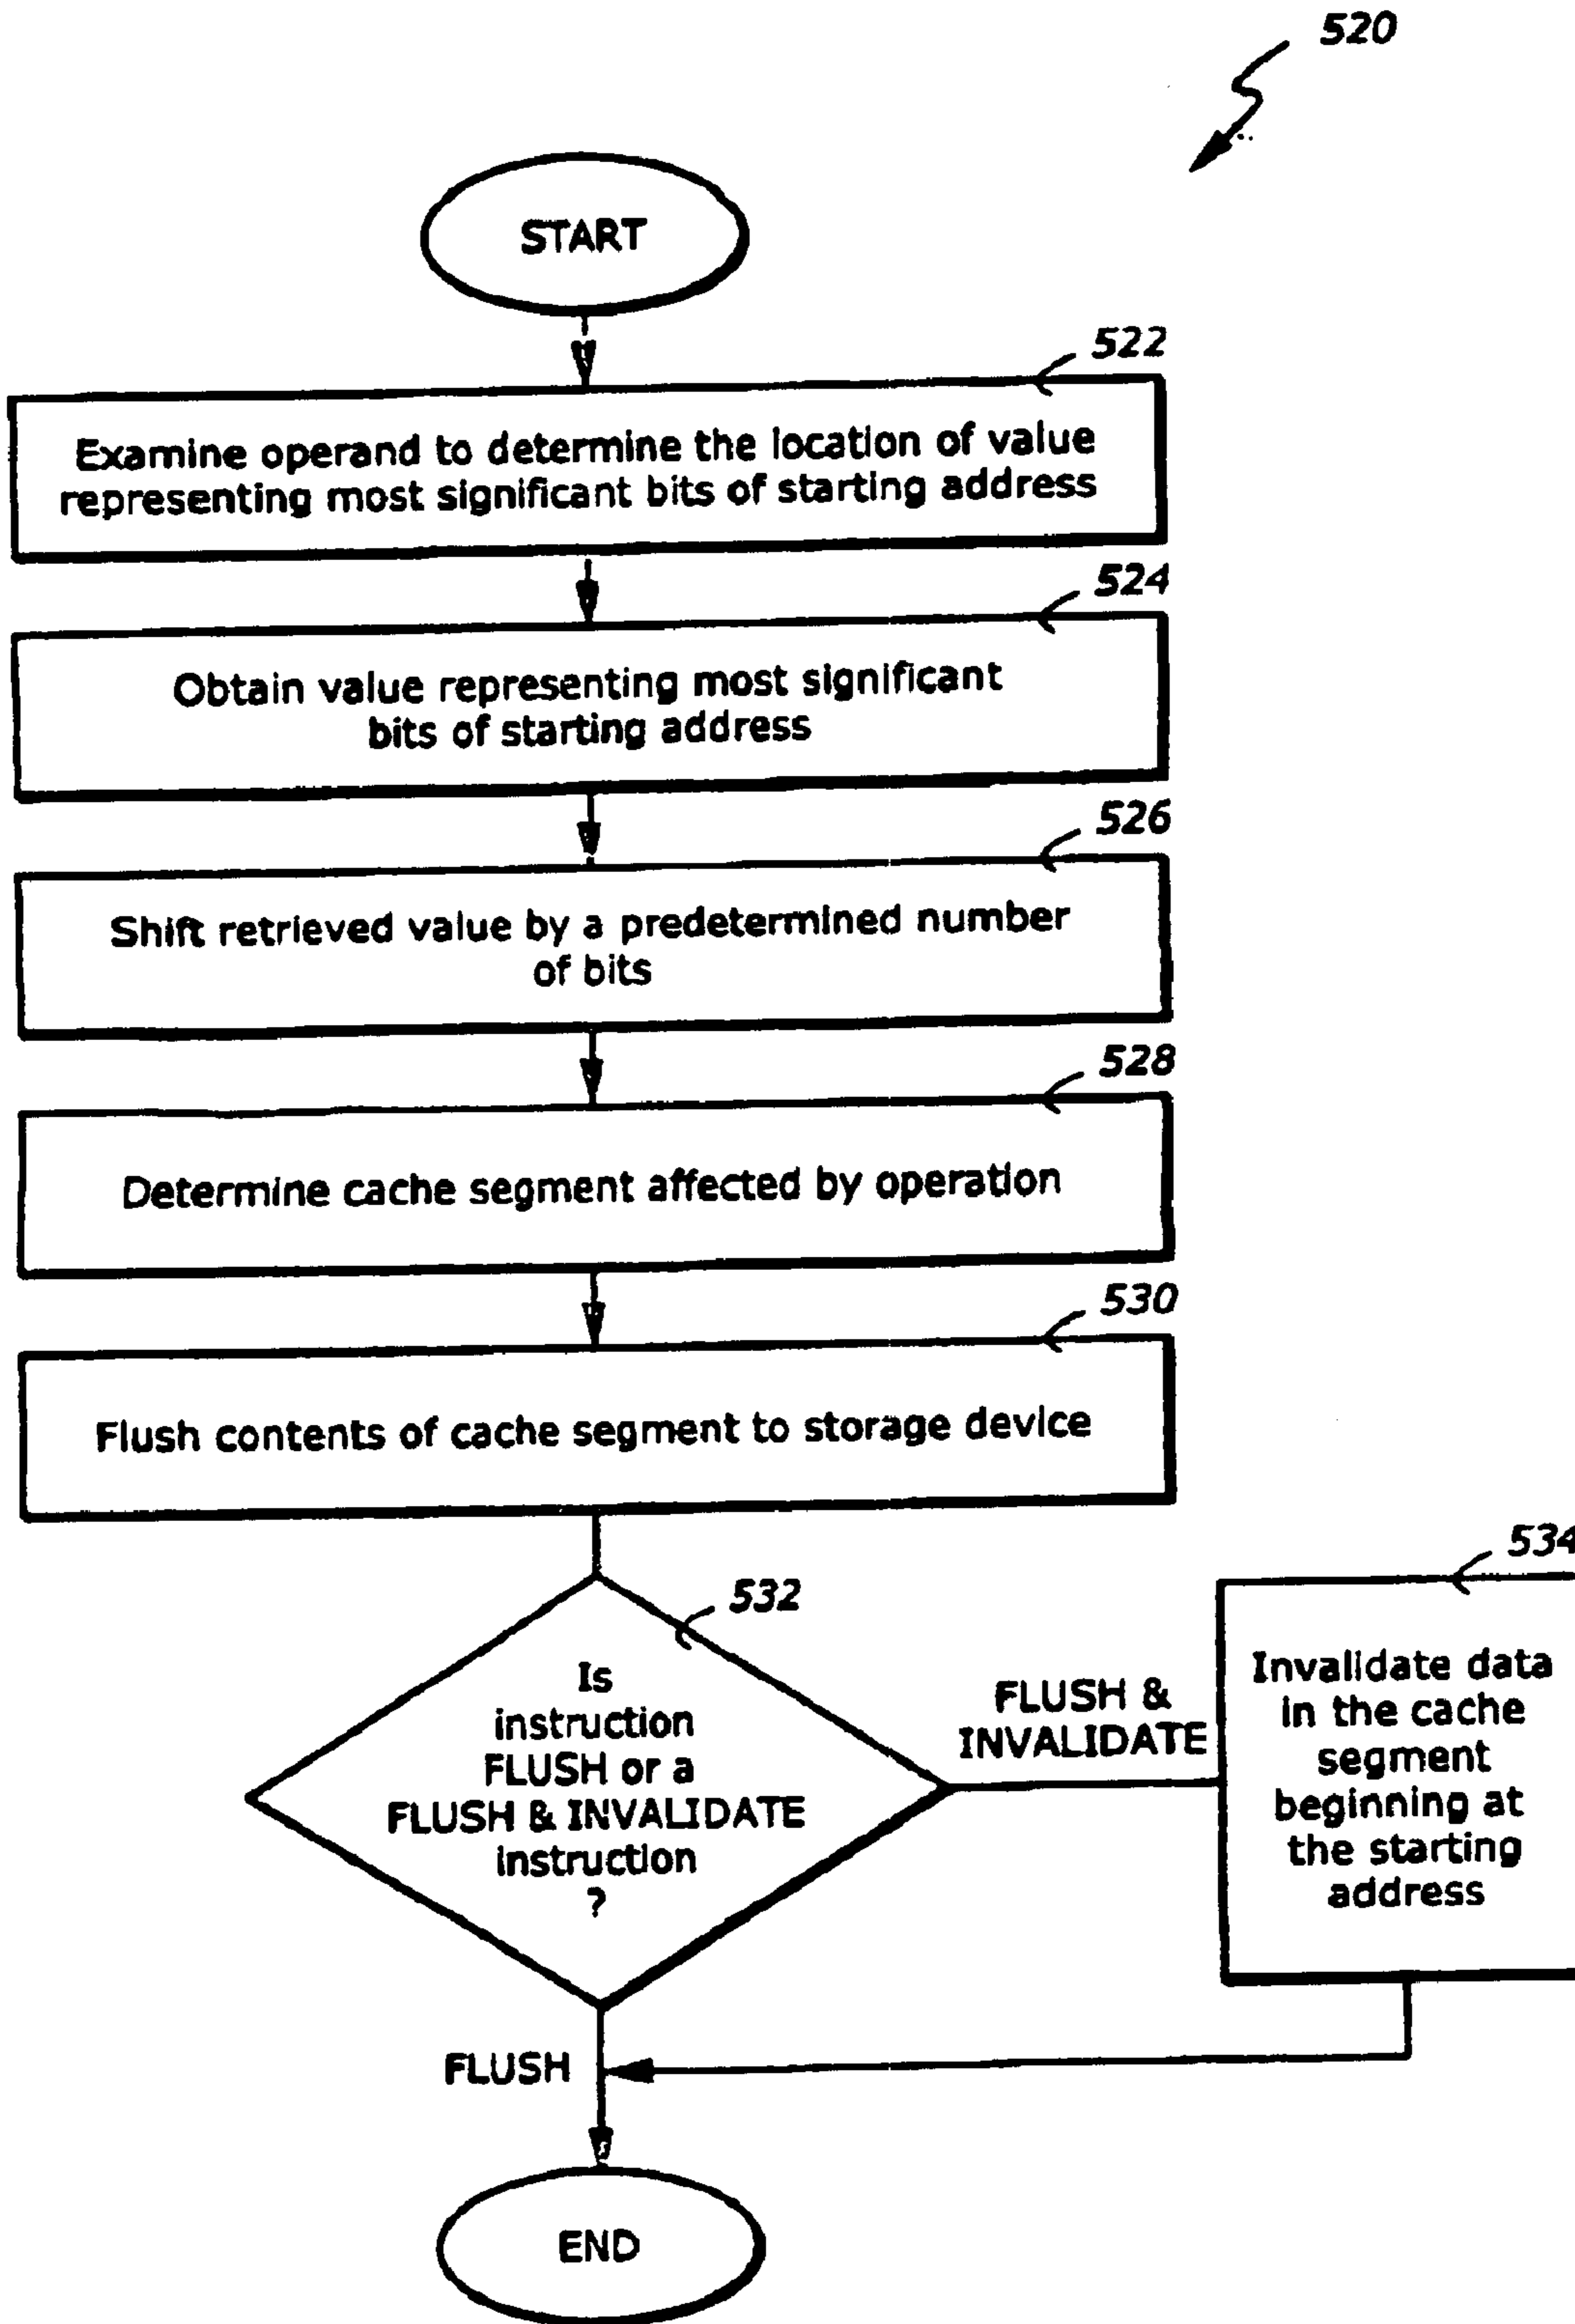 520
START
522
Examine operand to determine the location of value
representing most significant bits of starting address
524
Obtain value representing most significant
bits of starting address
526
Shift retrieved value by a predetermined number
of bits
528
Determine cache segment affected by operation
530
Flush contents of cache segment to storage device
532
Is
instruction
FLUSH or a
FLUSH & INVALIDATE
instruction
?
FLUSH &
INVALIDATE
534
Invalidate data
in the cache
segment
beginning at
the starting
address
FLUSH
END